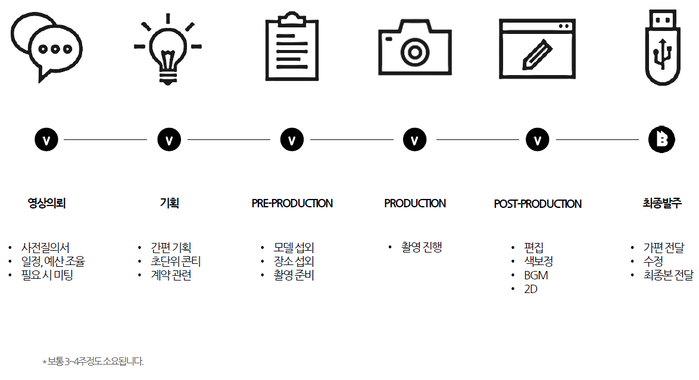 V
V
V
V
V
B
영상의뢰
기획
PRE-PRODUCTION
PRODUCTION
POST-PRODUCTION
최종발주
• 사전질의서
• 일정, 예산 조율
• 필요 시 미팅
• 간편 기획
• 초단위 콘티
• 계약 관련
• 모델 섭외
• 장소 섭외
• 촬영 준비
• 촬영 진행
• 편집
• 색보정
• BGM
• 2D
• 가편 전달
• 수정
• 최종본 전달
* 보통 3~4주정도 소요됩니다.